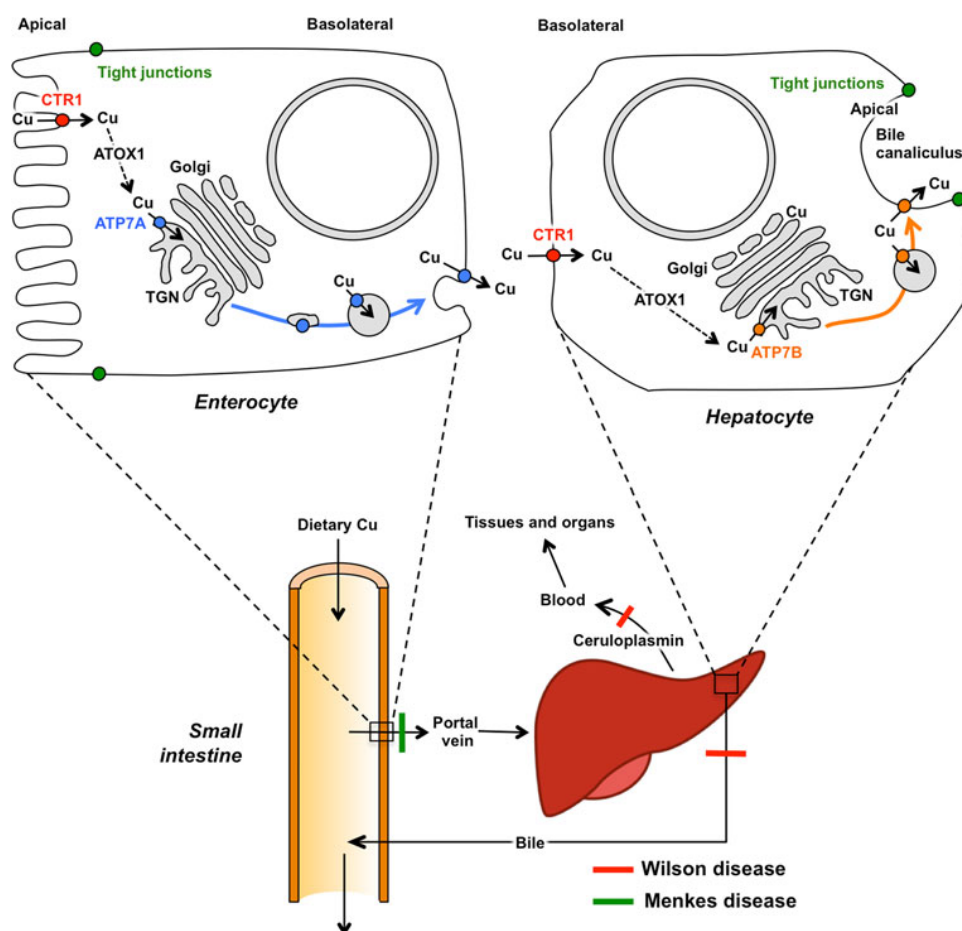 Apical
Basolateral
Tight junctions
CTR1
Cu
Cu
ATOX1
Golgi
Cu
ATP7A
TGN
Cu
Cu
Enterocyte
Basolateral
Tight junctions
Apical
Bile
canaliculus
Cu
Cu
CTR1
Cu
Cu
Cu
Golgi
ATOX1
TGN
Cu
ATP7B
Hepatocyte
Dietary Cu
Tissues and organs
Blood
Ceruloplasmin
Small
intestine
Portal
vein
Bile
Wilson disease
Menkes disease